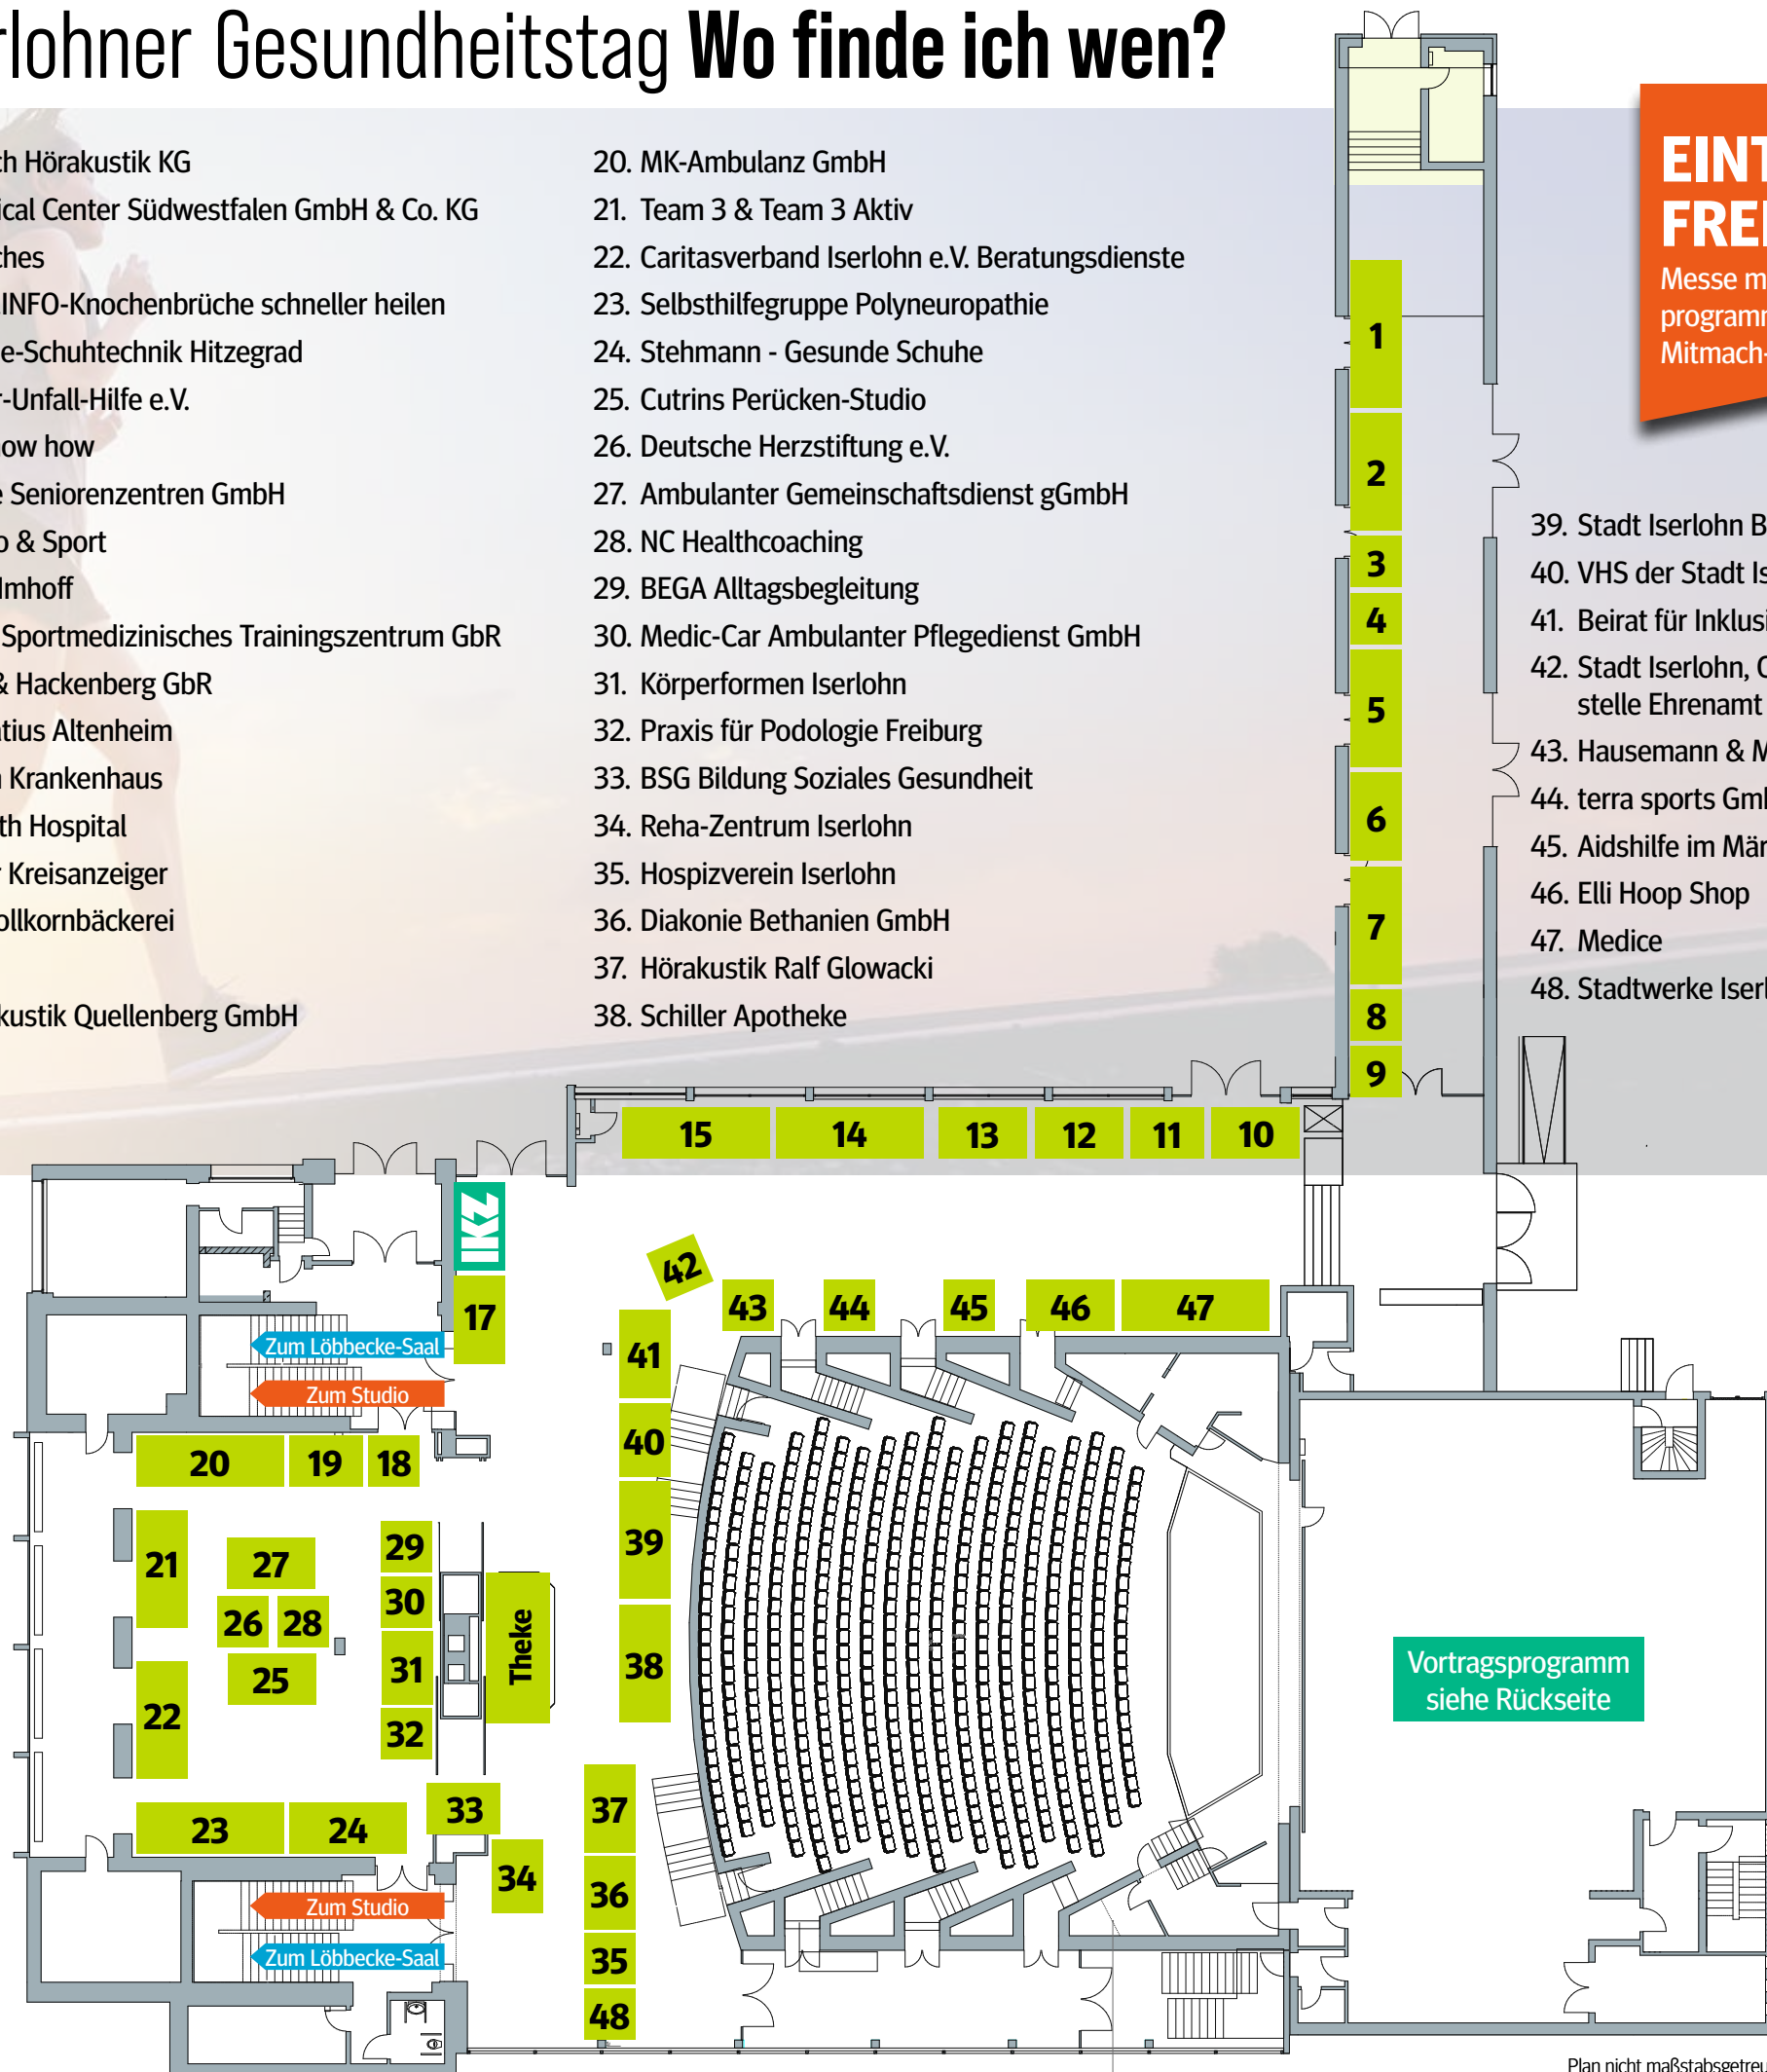 rlohner Gesundheitstag Wo finde ich wen?
ch Hörakustik KG
ical Center Südwestfalen GmbH & Co. KG
ches
INFO-Knochenbrüche schneller heilen
e-Schuhtechnik Hitzegrad
r-Unfall-Hilfe e.V.
ow how
e Seniorenzentren GmbH
o & Sport
Imhoff
Sportmedizinisches Trainingszentrum GbR
& Hackenberg GbR
atius Altenheim
n Krankenhaus
th Hospital
r Kreisanzeiger
ollkornbäckerei
kustik Quellenberg GmbH
20. MK-Ambulanz GmbH
21. Team 3 & Team 3 Aktiv
22. Caritasverband Iserlohn e.V. Beratungsdienste
23. Selbsthilfegruppe Polyneuropathie
24. Stehmann - Gesunde Schuhe
25. Cutrins Perücken-Studio
26. Deutsche Herzstiftung e.V.
27. Ambulanter Gemeinschaftsdienst gGmbH
28. NC Healthcoaching
29. BEGA Alltagsbegleitung
30. Medic-Car Ambulanter Pflegedienst GmbH
31. Körperformen Iserlohn
32. Praxis für Podologie Freiburg
33. BSG Bildung Soziales Gesundheit
34. Reha-Zentrum Iserlohn
35. Hospizverein Iserlohn
36. Diakonie Bethanien GmbH
37. Hörakustik Ralf Glowacki
38. Schiller Apotheke
EINT
FREI
Messe m
programm
Mitmach-
39. Stadt Iserlohn B
40. VHS der Stadt Is
41. Beirat für Inklusi
42. Stadt Iserlohn, 
stelle Ehrenamt
43. Hausemann & M
44. terra sports Gmb
45. Aidshilfe im Mär
46. Elli Hoop Shop
47. Medice
48. Stadtwerke Iserl
1
2
3
4
5
6
7
8
9
15 14 13 12 11 10
IKZ
17
42
43 44 45 46 47
41
40
39
38
Zum Löbbecke-Saal
Zum Studio
20 19 18
21
27
29
26 28
30
25
31
22
32
Theke
23 24
33
34
37
36
35
48
Zum Studio
Zum Löbbecke-Saal
Vortragsprogramm
siehe Rückseite
Plan nicht maßstabsgetreu